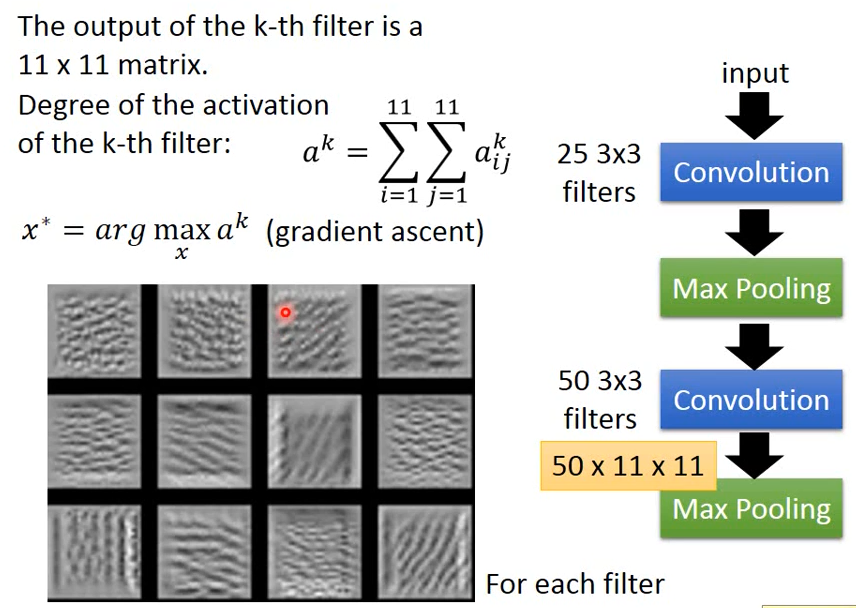 The output of the k-th filter is a
11 x 11 matrix.
Degree of the activation
of the k-th filter:
a^k = \sum_{i=1}^{11} \sum_{j=1}^{11} a_{ij}^k
x^* = arg \max_x a^k (gradient ascent)
For each filter
input
25 3x3
filters
Convolution
Max Pooling
50 3x3
filters
Convolution
50 x 11 x 11
Max Pooling